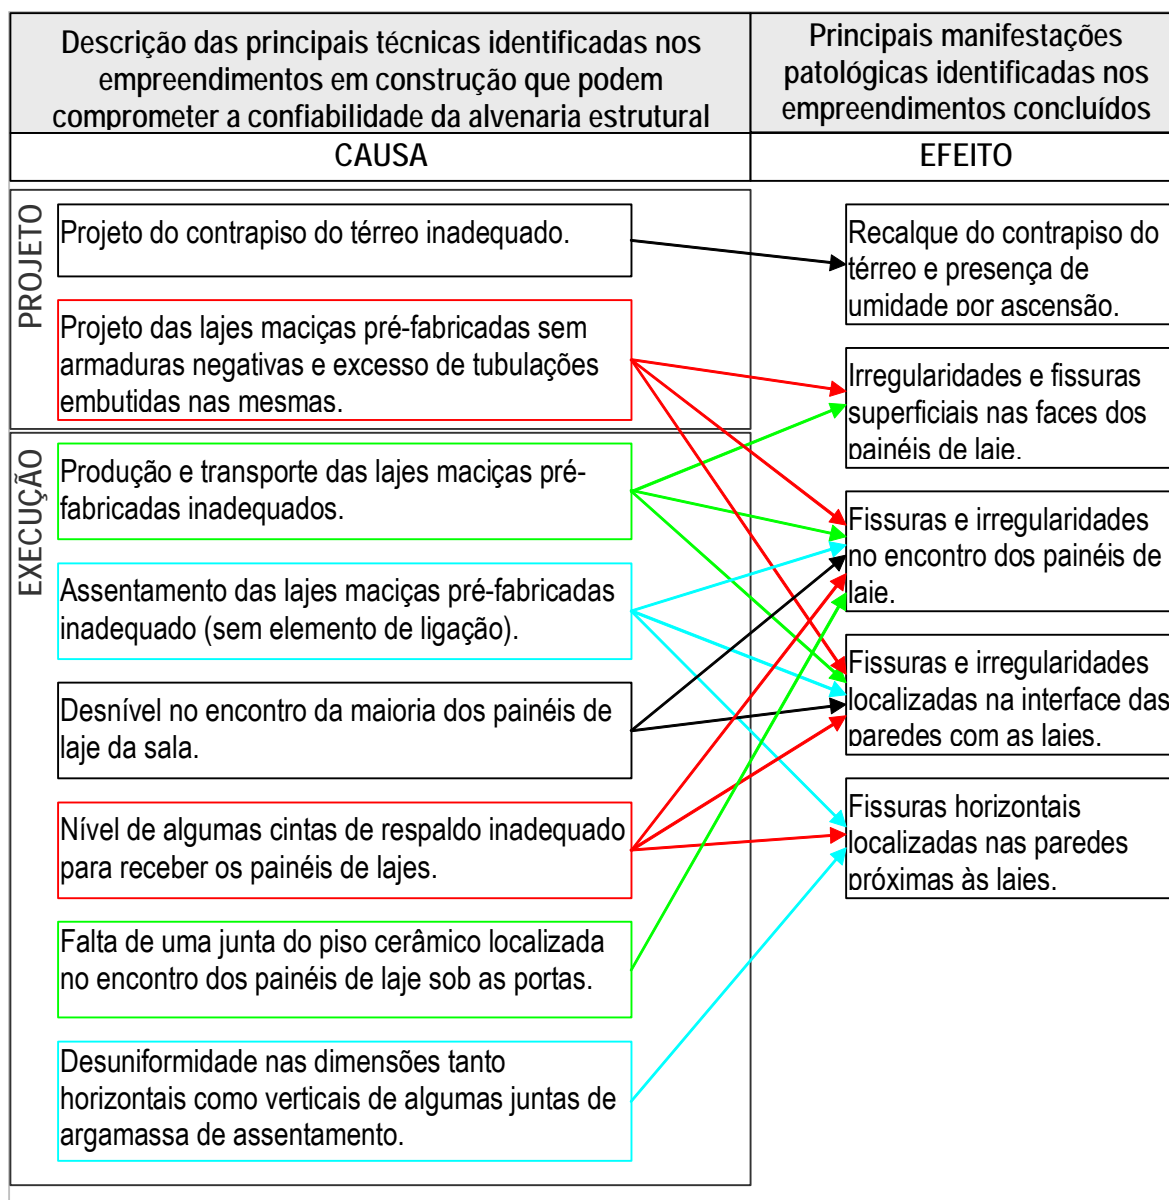 Descrição das principais técnicas identificadas nos
empreendimentos em construção que podem
comprometer a confiabilidade da alvenaria estrutural
Principais manifestações
patológicas identificadas nos
empreendimentos concluídos
CAUSA
EFEITO
PROJETO
Projeto do contrapiso do térreo inadequado.
Projeto das lajes maciças pré-fabricadas sem
armaduras negativas e excesso de tubulações
embutidas nas mesmas.
EXECUÇÃO
Produção e transporte das lajes maciças pré-
fabricadas inadequados.
Assentamento das lajes maciças pré-fabricadas
inadequado (sem elemento de ligação).
Desnível no encontro da maioria dos painéis de
laje da sala.
Nível de algumas cintas de respaldo inadequado
para receber os painéis de lajes.
Falta de uma junta do piso cerâmico localizada
no encontro dos painéis de laje sob as portas.
Desuniformidade nas dimensões tanto
horizontais como verticais de algumas juntas de
argamassa de assentamento.
Recalque do contrapiso do
térreo e presença de
umidade por ascensão.
Irregularidades e fissuras
superficiais nas faces dos
painéis de laje.
Fissuras e irregularidades
no encontro dos painéis de
laje.
Fissuras e irregularidades
localizadas na interface das
paredes com as lajes.
Fissuras horizontais
localizadas nas paredes
próximas às lajes.